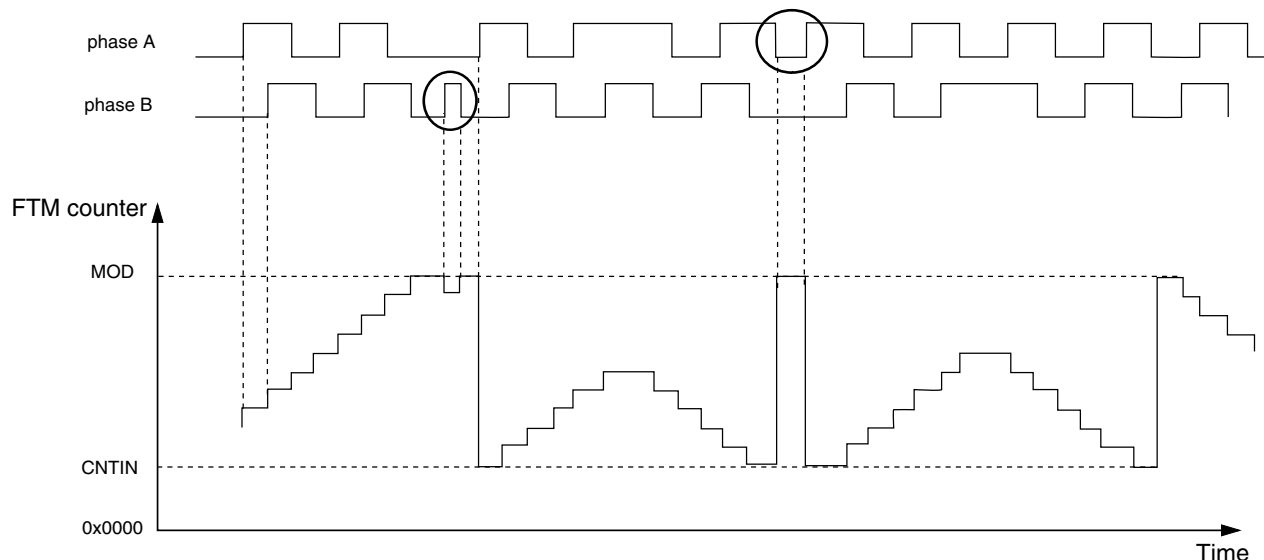 phase A
phase B
FTM counter
MOD
CNTIN
0x0000
Time